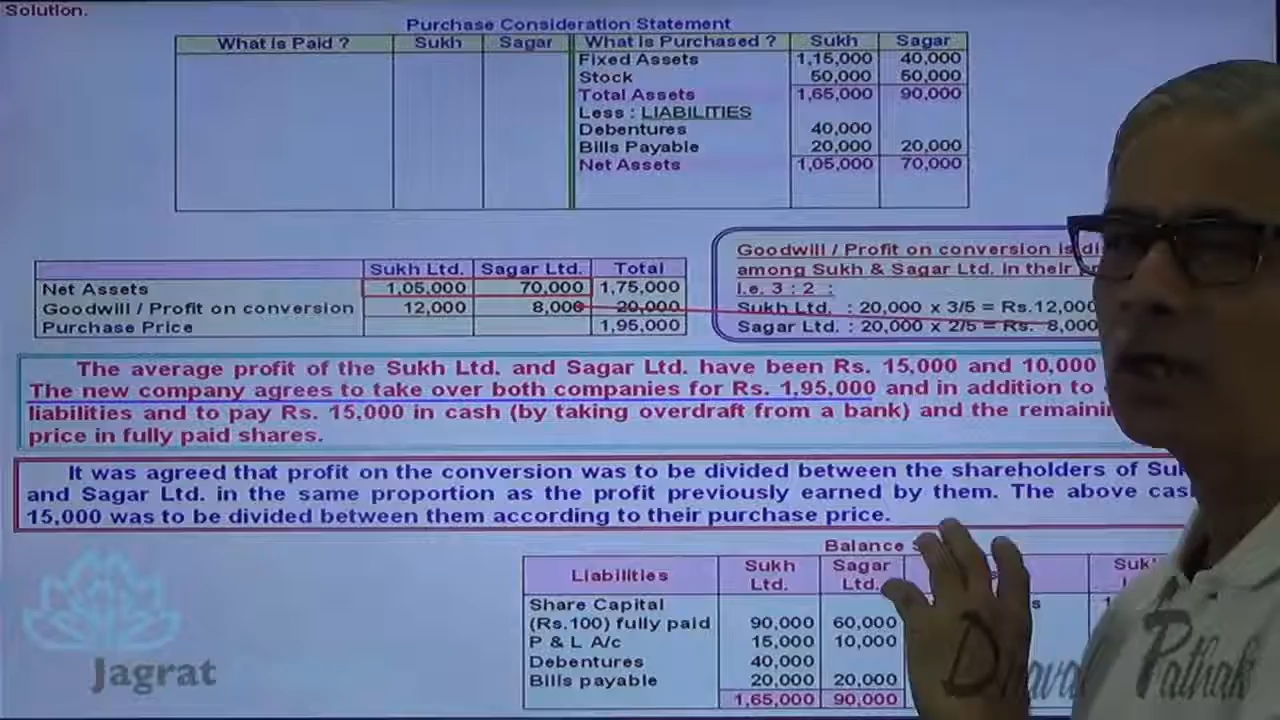 Solution.
Purchase Consideration Statement
What is Paid ? Sukh Sagar What is Purchased ? Sukh Sagar
Fixed Assets 1,15,000 40,000
Stock 50,000 50,000
Total Assets 1,65,000 90,000
Less : LIABILITIES
Debentures 40,000
Bills Payable 20,000 20,000
Net Assets 1,05,000 70,000
Sukh Ltd. Sagar Ltd. Total
Net Assets 1,05,000 70,000 1,75,000
Goodwill / Profit on conversion 12,000 8,000 20,000
Purchase Price 1,95,000
Goodwill / Profit on conversion is
among Sukh & Sagar Ltd. in their
i.e. 3 : 2 :
Sukh Ltd. : 20,000 x 3/5 = Rs.12,000
Sagar Ltd. : 20,000 x 2/5 = Rs. 8,000
The average profit of the Sukh Ltd. and Sagar Ltd. have been Rs. 15,000 and 10,000
The new company agrees to take over both companies for Rs. 1,95,000 and in addition to
liabilities and to pay Rs. 15,000 in cash (by taking overdraft from a bank) and the
price in fully paid shares.
It was agreed that profit on the conversion was to be divided between the shareholders of
and Sagar Ltd. in the same proportion as the profit previously earned by them. The above
15,000 was to be divided between them according to their purchase price.
Balance
Liabilities Sukh Ltd. Sagar Ltd.
Share Capital
(Rs.100) fully paid 90,000 60,000
P & L A/c 15,000 10,000
Debentures 40,000
Bills payable 20,000 20,000
1,65,000 90,000
Jagrat
Pathak